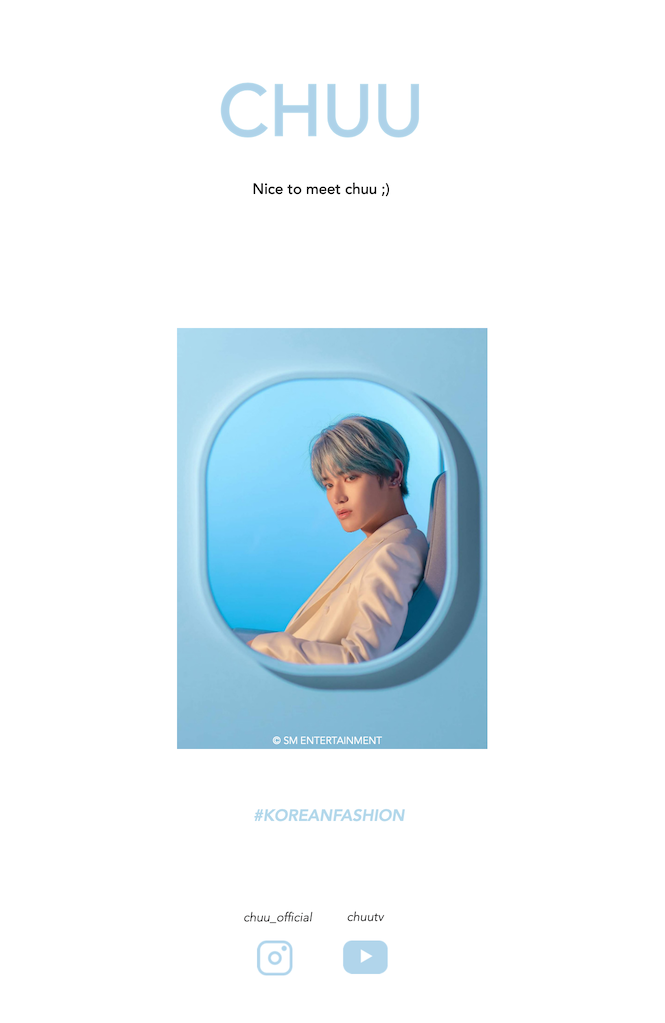 CHUU
Nice to meet chuu ;)
© SM ENTERTAINMENT
#KOREANFASHION
chuu_official chuutv